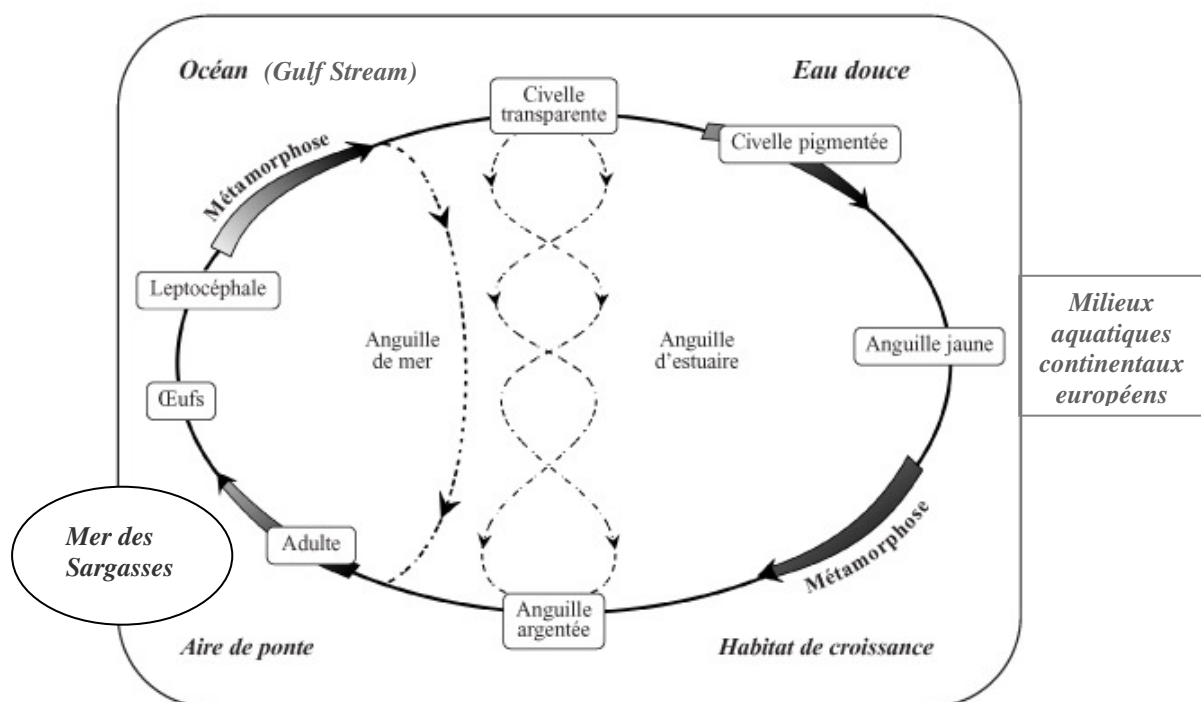 Océan (Gulf Stream)
Eau douce
Civelle
transparente
Civelle pigmentée
Métamorphose
Leptocéphale
Anguille
de mer
Anguille
d'estuaire
Anguille jaune
Milieux
aquatiques
continentaux
européens
Œufs
Mer des
Sargasses
Adulte
Métamorphose
Anguille
argentée
Aire de ponte
Habitat de croissance